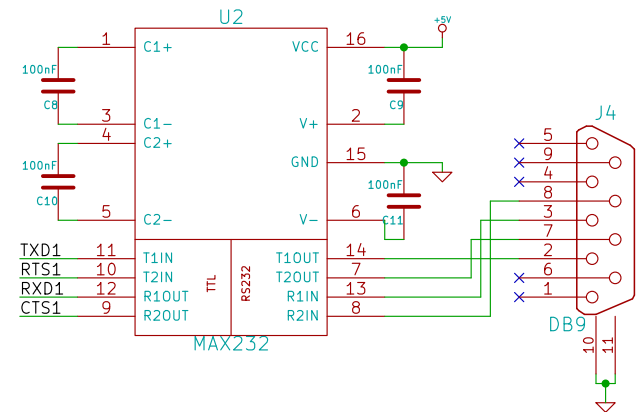 U2
+5V
1 C1+ VCC 16
100nF
C8
100nF
C9
J4
3 C1- V+ 2
4 C2+
5
9
GND 15
4
100nF
C10
100nF
8
5 C2- V- 6
C11
3
7
TXD1 11 T1IN T1OUT 14
2
RTS1 10 T2IN T2OUT 7
6
RXD1 12 R1OUT R1IN 13
1
CTS1 9 R2OUT R2IN 8
TTL
RS232
MAX232
DB9
10
11